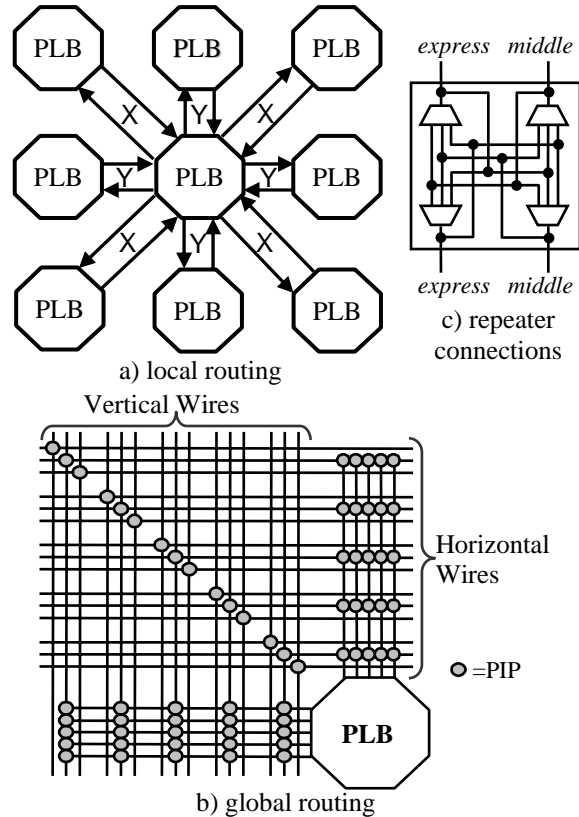 PLB PLB PLB
X Y X
PLB Y PLB Y PLB
X Y X
PLB PLB PLB
a) local routing
express middle
express middle
c) repeater
connections
Vertical Wires
Horizontal
Wires
=PIP
PLB
b) global routing